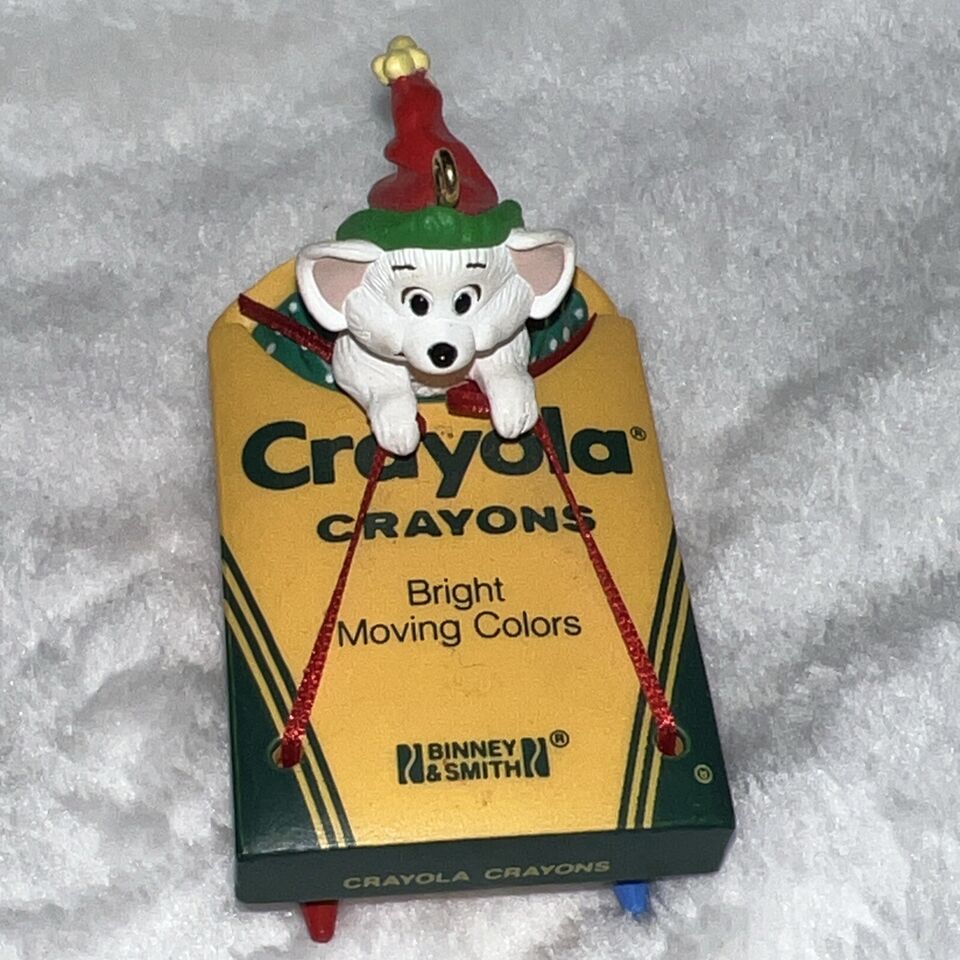 Crayola®
CRAYONS
Bright
Moving Colors
BINNEY ®
& SMITH
CRAYOLA CRAYONS